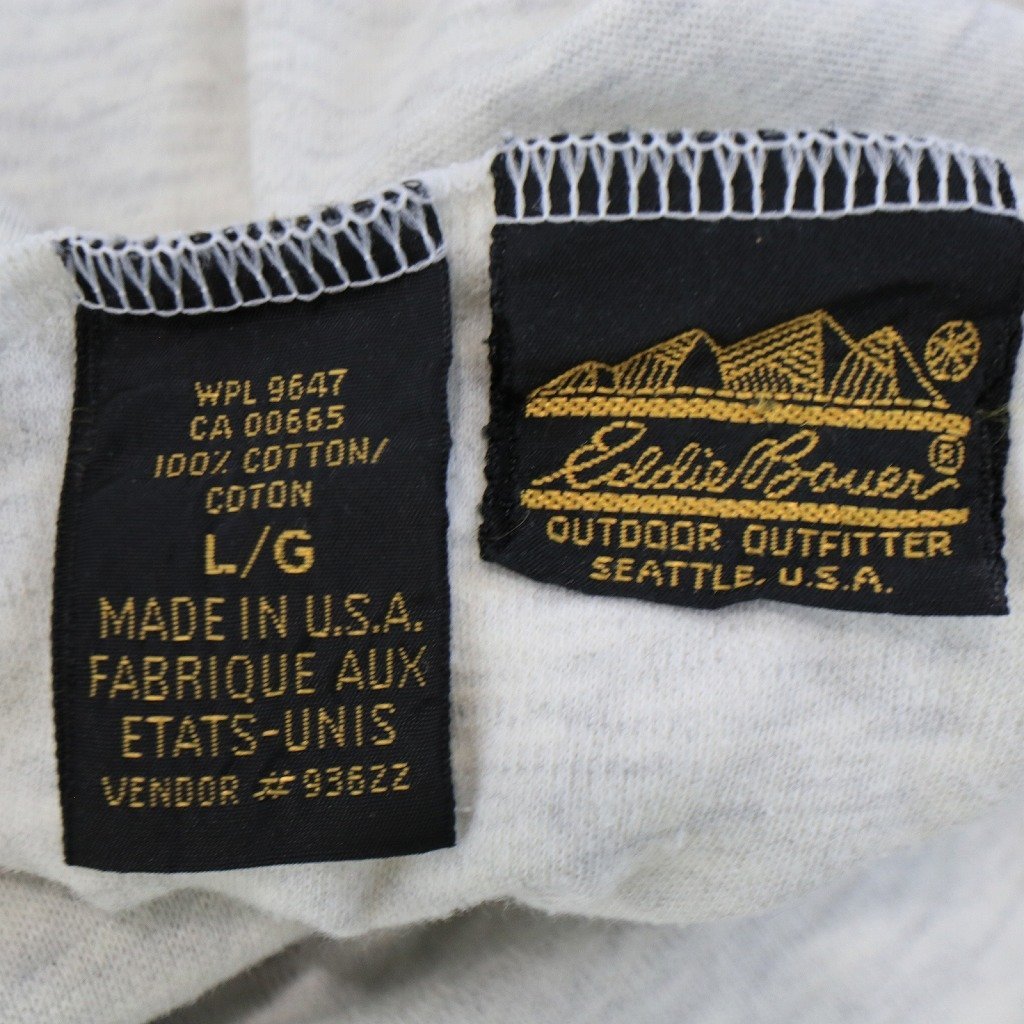 WPL 9647
CA 00665
100% COTTON/
COTON
L/G
MADE IN U.S.A.
FABRIQUE AUX
ETATS-UNIS
VENDOR #93622
Eddie Bauer ®
OUTDOOR OUTFITTER
SEATTLE, U.S.A.